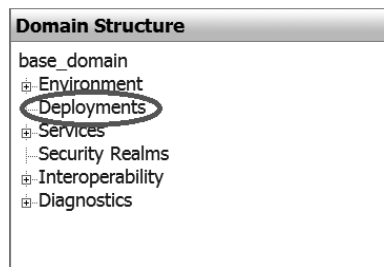 Domain Structure
base_domain
Environment
Deployments
Services
Security Realms
Interoperability
Diagnostics